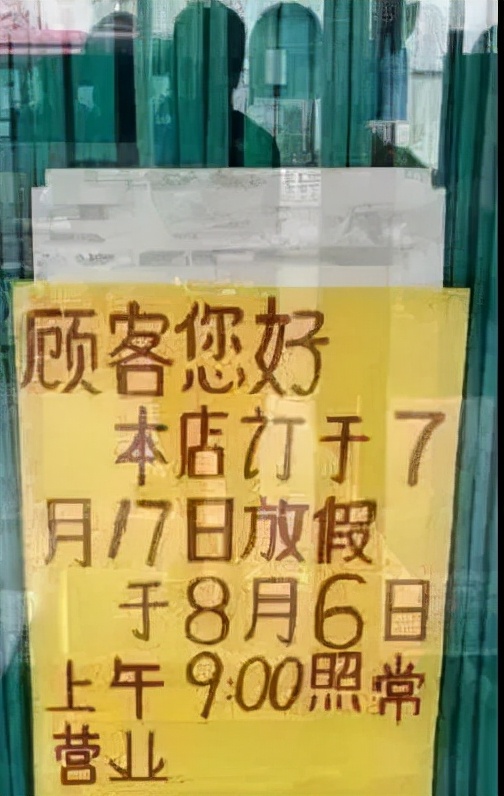 顾客您好
本店订于7
月17日放假
于8月6日
上午9:00照常
营业